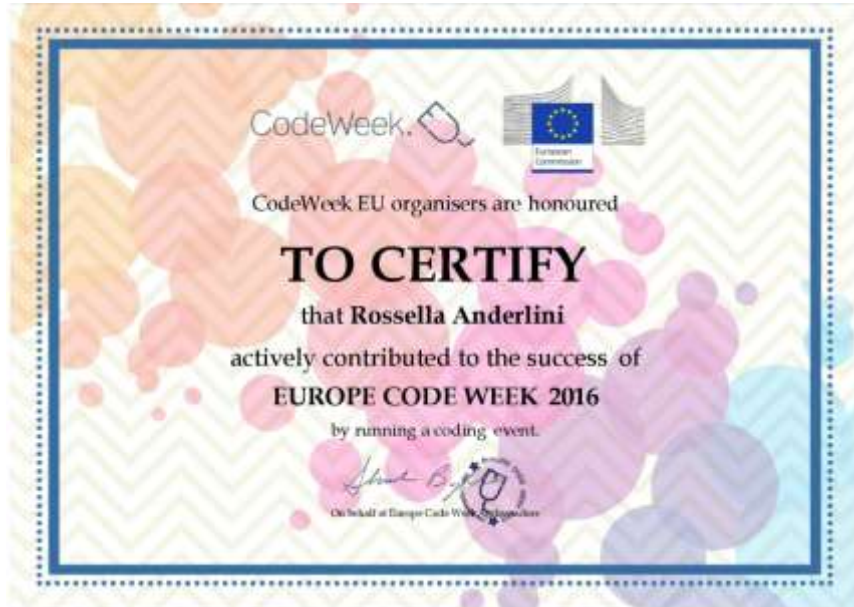 CodeWeek.
European
Commission
CodeWeek EU organisers are honoured
TO CERTIFY
that Rossella Anderlini
actively contributed to the success of
EUROPE CODE WEEK 2016
by running a coding event.
On behalf of Europe Code Week